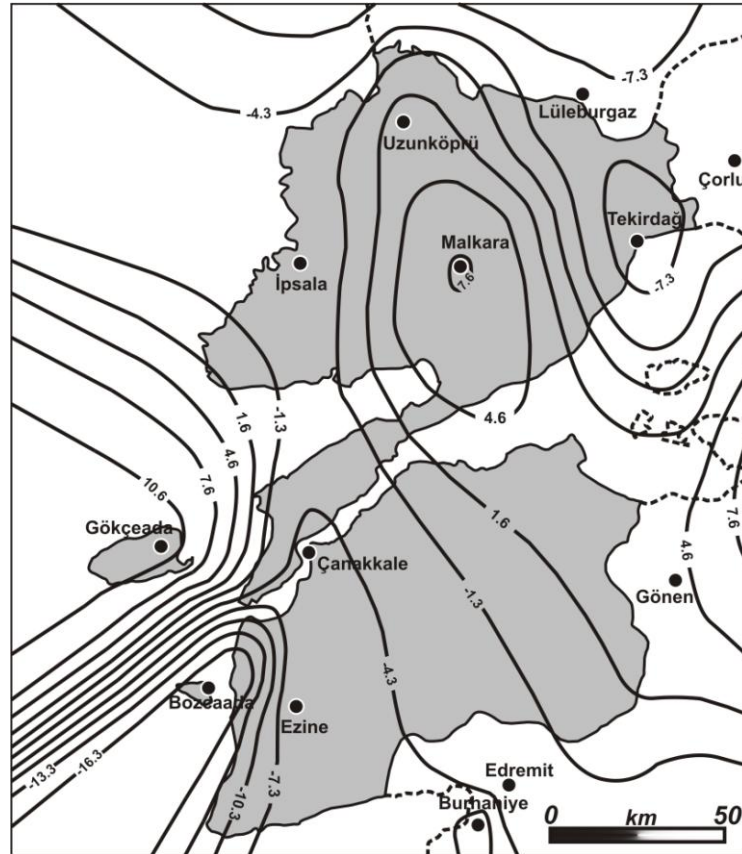 -7.3
-4.3
Lüleburgaz
Uzunköprü
Çorlu
Tekirdağ
Malkara
İpsala
7.6
-7.3
1.6
-1.3
4.6
4.6
7.6
10.6
7.6
Gökçeada
1.6
4.6
Çanakkale
-1.3
Gönen
-4.3
Bozcaada
Ezine
-13.3
-16.3
-7.3
-10.3
Edremit
Burhaniye
0 km 50